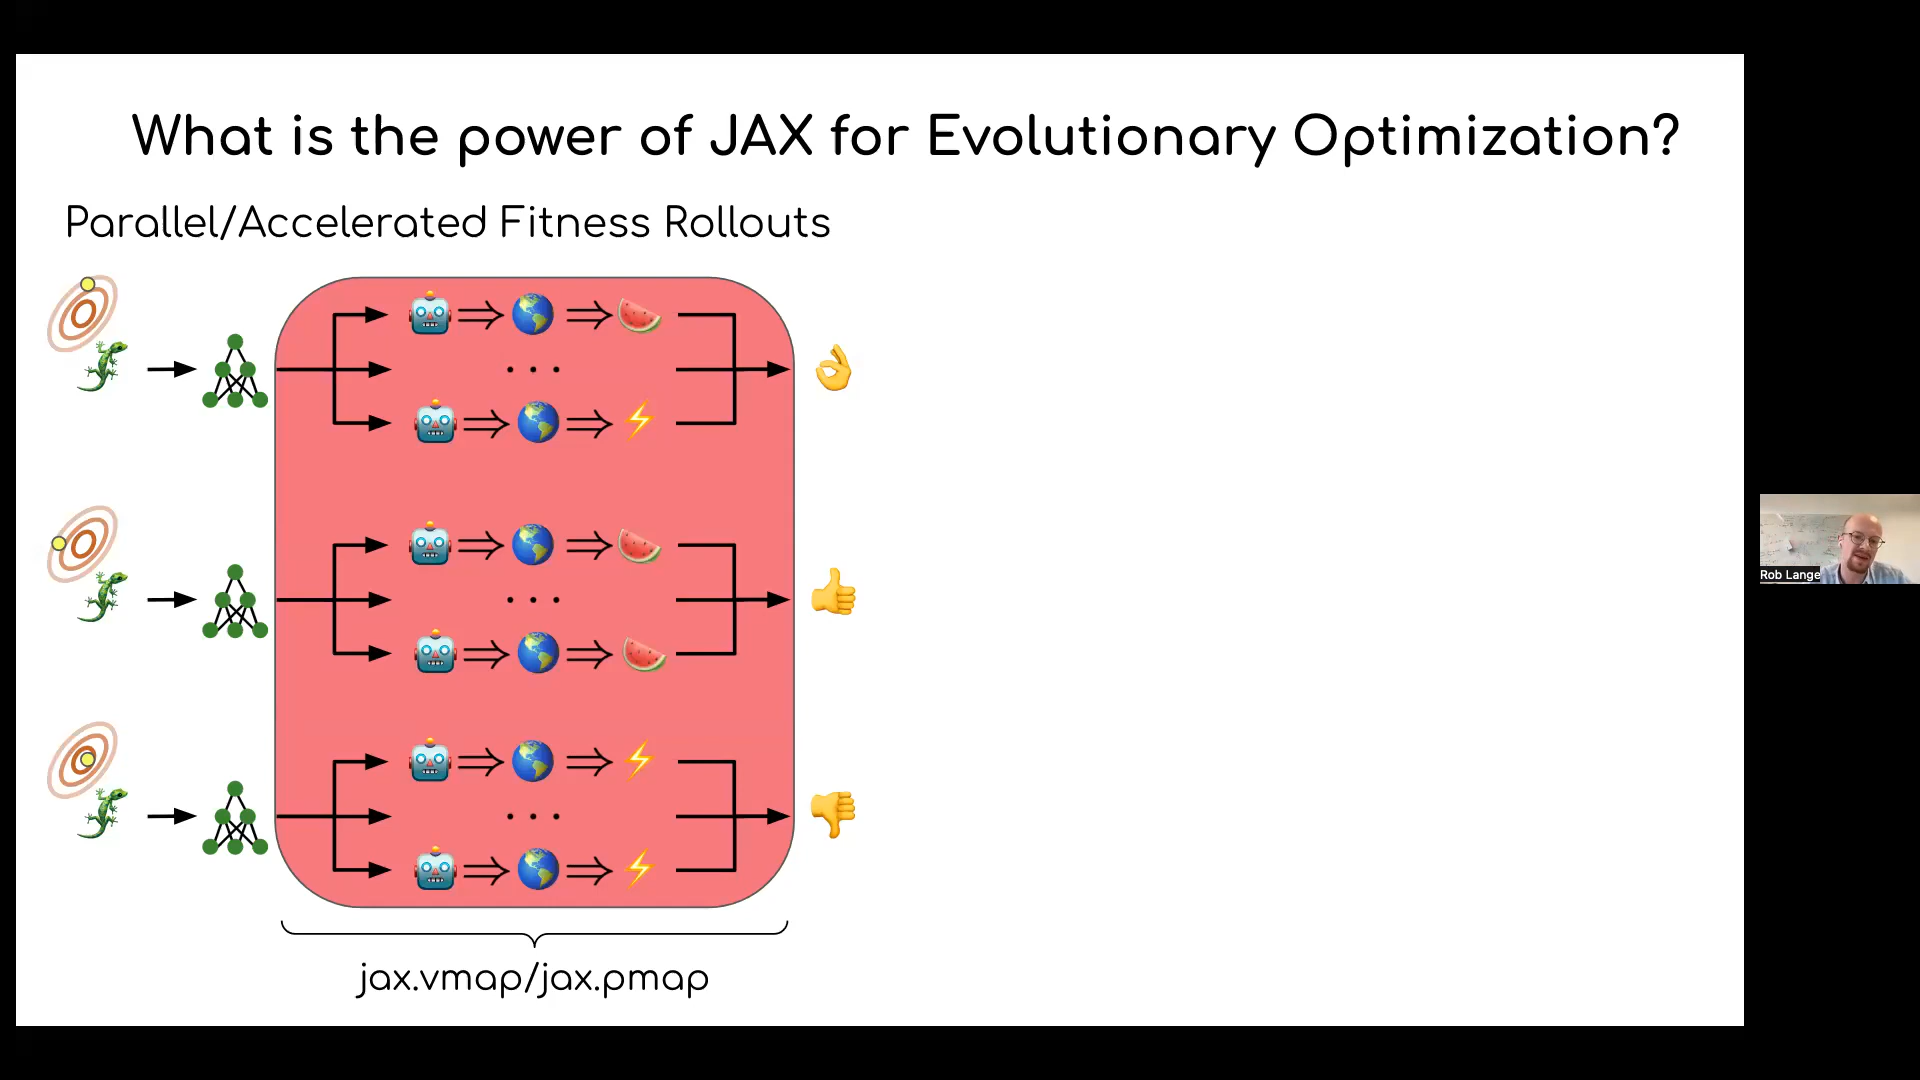 What is the power of JAX for Evolutionary Optimization?
Parallel/Accelerated Fitness Rollouts
. . .
. . .
. . .
jax.vmap/jax.pmap
Rob Lange